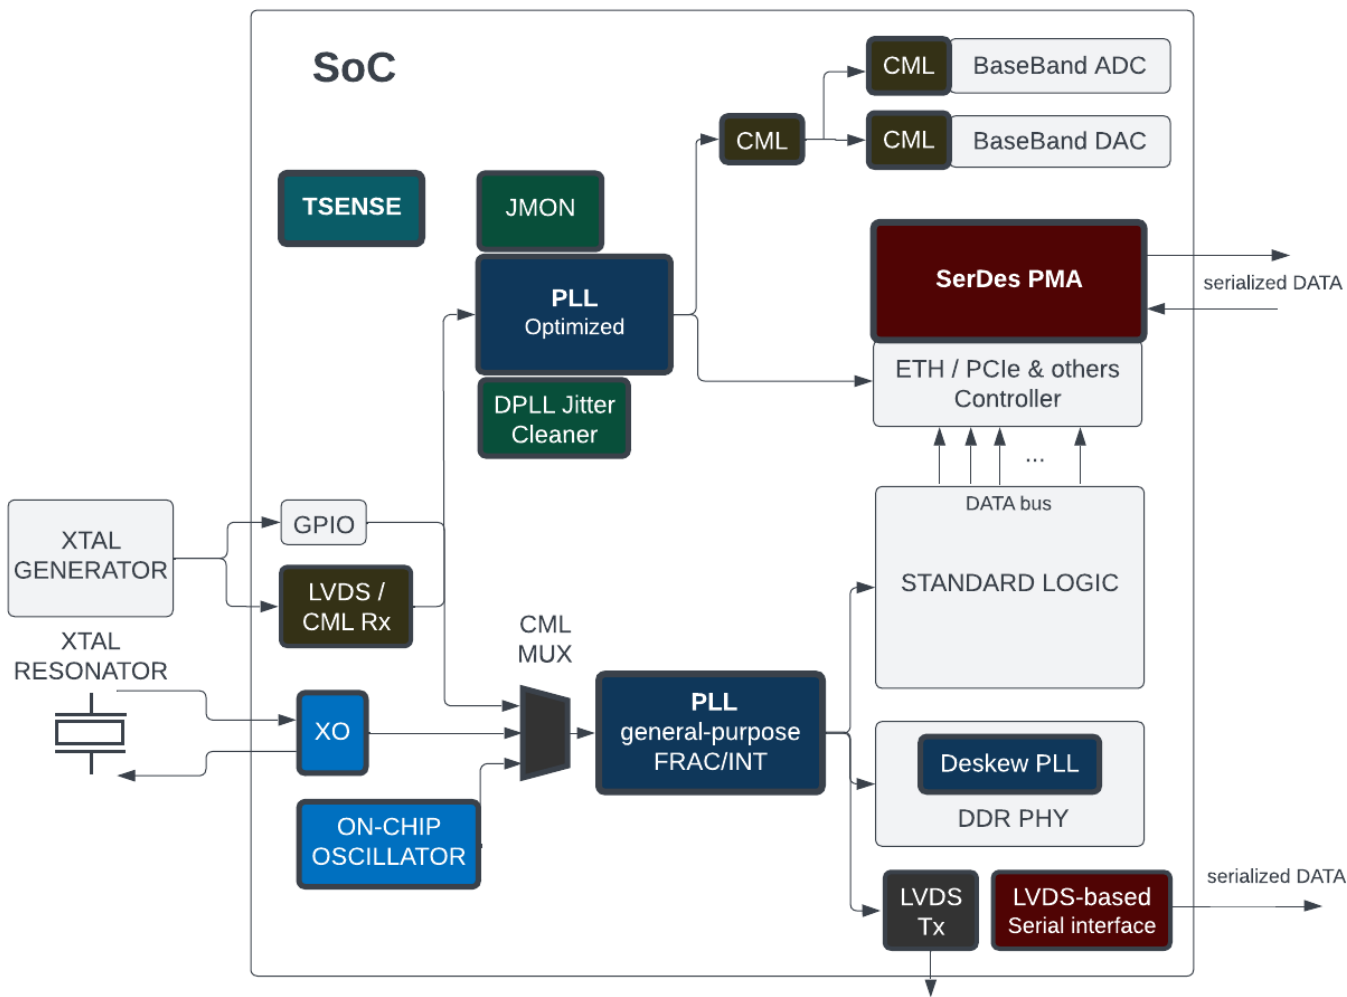 SoC
CML
BaseBand ADC
CML
CML
BaseBand DAC
TSENSE
JMON
PLL
Optimized
DPLL Jitter
Cleaner
SerDes PMA
serialized DATA
ETH / PCIe & others
Controller
...
DATA bus
STANDARD LOGIC
XTAL
GENERATOR
GPIO
LVDS /
CML Rx
XTAL
RESONATOR
XO
ON-CHIP
OSCILLATOR
CML
MUX
PLL
general-purpose
FRAC/INT
Deskew PLL
DDR PHY
LVDS
Tx
LVDS-based
Serial interface
serialized DATA